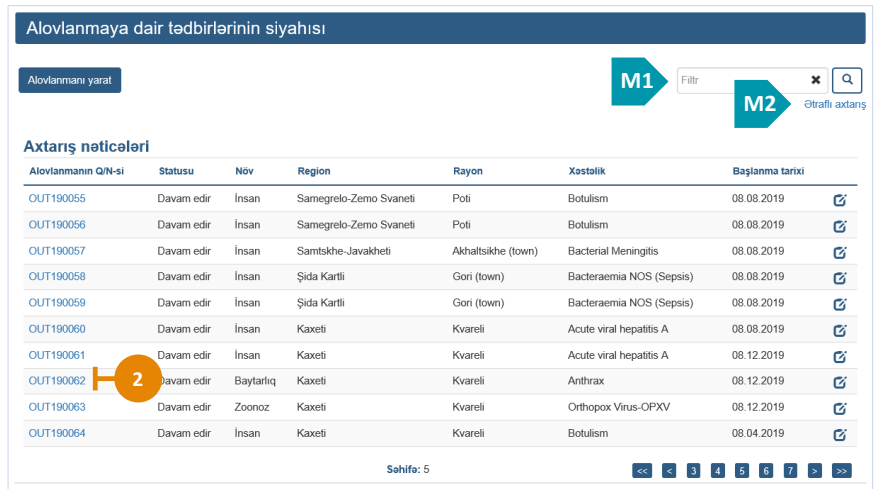 Alovlanmaya dair tədbirlərinin siyahısı
Alovlanmanı yarat
M1
Filtr
M2
Ətraflı axtarış
Axtarış nəticələri
Alovlanmanın Q/N-si Statusu Növ Region Rayon Xəstəlik Başlanma tarixi
OUT190055 Davam edir İnsan Samegrelo-Zemo Svaneti Poti Botulism 08.08.2019
OUT190056 Davam edir İnsan Samegrelo-Zemo Svaneti Poti Botulism 08.08.2019
OUT190057 Davam edir İnsan Samtskhe-Javakheti Akhaltsikhe (town) Bacterial Meningitis 08.08.2019
OUT190058 Davam edir İnsan Şida Kartli Gori (town) Bacteraemia NOS (Sepsis) 08.08.2019
OUT190059 Davam edir İnsan Şida Kartli Gori (town) Bacteraemia NOS (Sepsis) 08.08.2019
OUT190060 Davam edir İnsan Kaxeti Kvareli Acute viral hepatitis A 08.08.2019
OUT190061 Davam edir İnsan Kaxeti Kvareli Acute viral hepatitis A 08.12.2019
OUT190062 2 Davam edir Baytarlıq Kaxeti Kvareli Anthrax 08.12.2019
OUT190063 Davam edir Zoonoz Kaxeti Kvareli Orthopox Virus-OPXV 08.12.2019
OUT190064 Davam edir İnsan Kaxeti Kvareli Botulism 08.04.2019
Səhifə: 5 << < 3 4 5 6 7 > >>